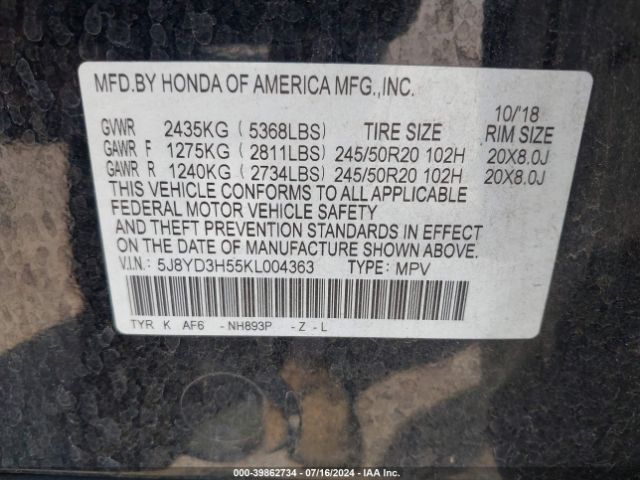 MFD.BY HONDA OF AMERICA MFG.,INC.
10/'18
GVWR 2435KG (5368LBS) TIRE SIZE RIM SIZE
GAWR F 1275KG (2811LBS) 245/50R20 102H 20X8.0J
GAWR R 1240KG (2734LBS) 245/50R20 102H 20X8.0J
THIS VEHICLE CONFORMS TO ALL APPLICABLE
FEDERAL MOTOR VEHICLE SAFETY
AND THEFT PREVENTION STANDARDS IN EFFECT
ON THE DATE OF MANUFACTURE SHOWN ABOVE.
V.I.N.: 5J8YD3H55KL004363 TYPE: MPV
TYR K AF6 -NH893P -Z-L
000-39862734 - 07/16/2024 - IAA Inc.